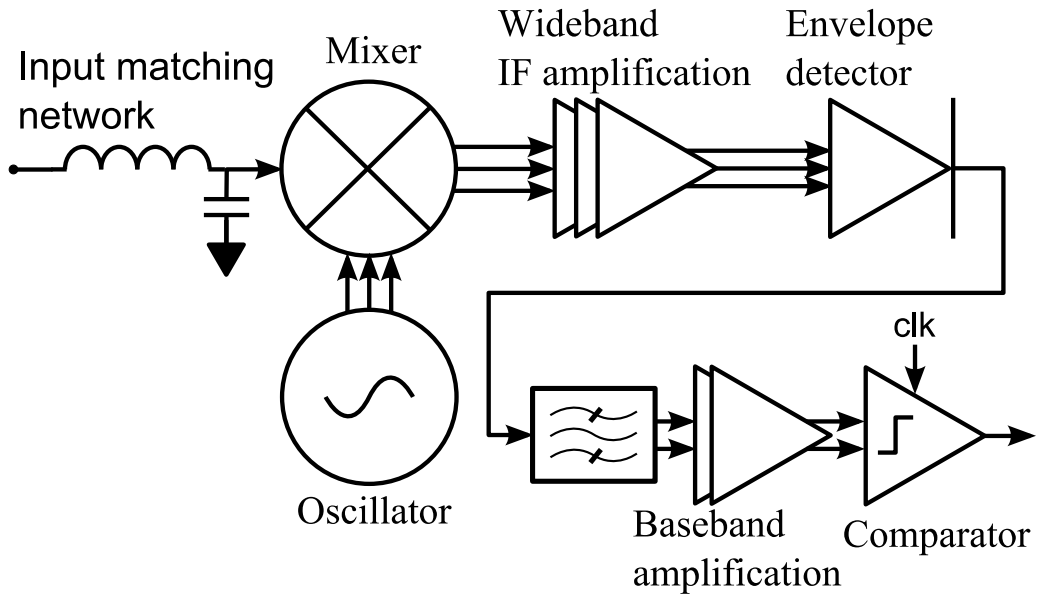 Input matching
network
Mixer
Wideband
IF amplification
Envelope
detector
Oscillator
clk
Baseband
amplification
Comparator